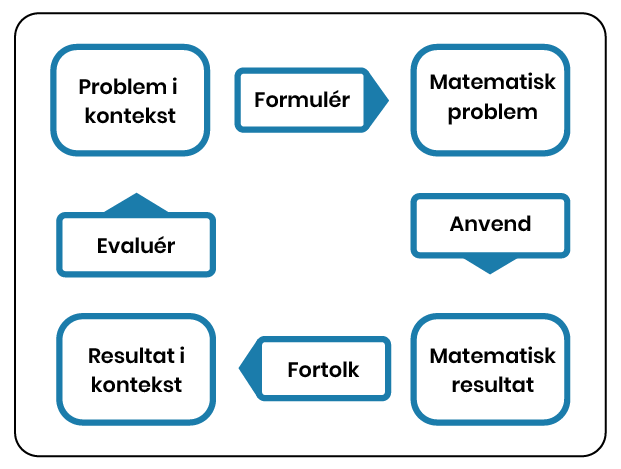 Problem i
kontekst
Formulér
Matematisk
problem
Evaluér
Anvend
Resultat i
kontekst
Fortolk
Matematisk
resultat